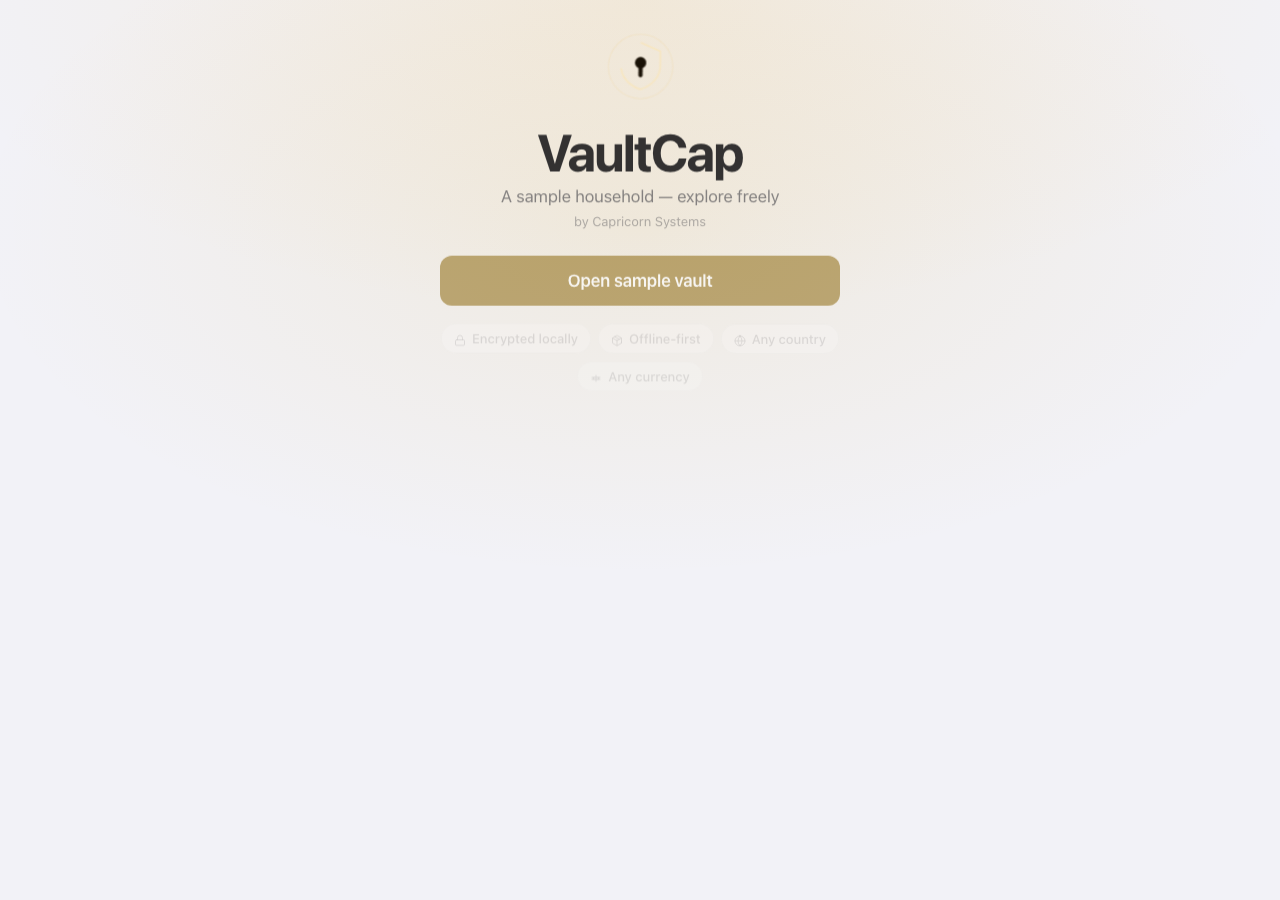 VaultCap
A sample household — explore freely
by Capricorn Systems
Open sample vault
Encrypted locally Offline-first Any country
Any currency